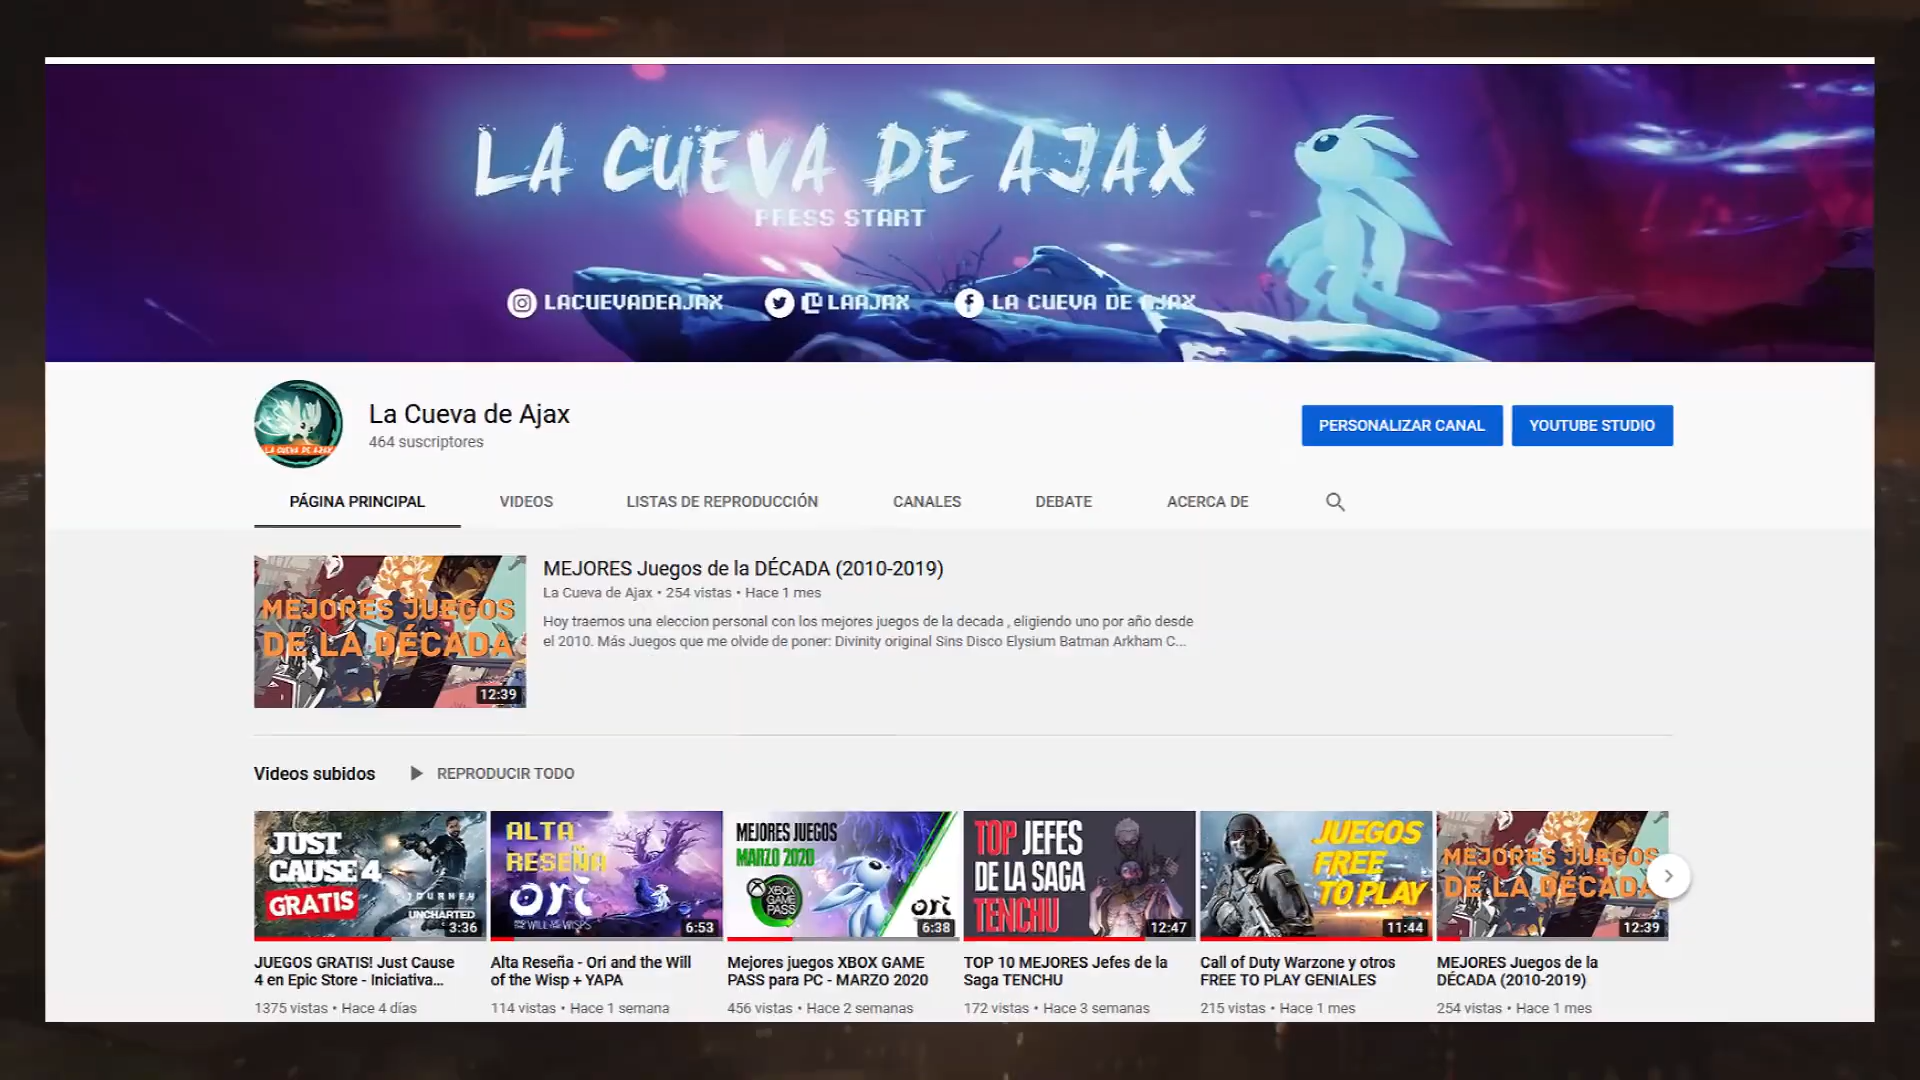 LA CUEVA DE AJAX
PRESS START
LACUEVADEAJAX
LAAJAX
LA CUEVA DE AJAX
LA CUEVA DE AJAX
La Cueva de Ajax
464 suscriptores
PERSONALIZAR CANAL
YOUTUBE STUDIO
PÁGINA PRINCIPAL
VIDEOS
LISTAS DE REPRODUCCIÓN
CANALES
DEBATE
ACERCA DE
MEJORES JUEGOS
DE LA DÉCADA
12:39
MEJORES Juegos de la DÉCADA (2010-2019)
La Cueva de Ajax • 254 vistas • Hace 1 mes
Hoy traemos una eleccion personal con los mejores juegos de la decada , eligiendo uno por año desde
el 2010. Más Juegos que me olvide de poner: Divinity original Sins Disco Elysium Batman Arkham C...
Videos subidos
REPRODUCIR TODO
JUST
CAUSE 4
GRATIS
JOURNEY
UNCHARTED
3:36
JUEGOS GRATIS! Just Cause
4 en Epic Store - Iniciativa...
1375 vistas • Hace 4 días
ALTA
RESEÑA
ori
AND THE WILL OF THE WISPS
6:53
Alta Reseña - Ori and the Will
of the Wisp + YAPA
114 vistas • Hace 1 semana
MEJORES JUEGOS
MARZO 2020
XBOX
GAME
PASS
ori
6:38
Mejores juegos XBOX GAME
PASS para PC - MARZO 2020
456 vistas • Hace 2 semanas
TOP JEFES
DE LA SAGA
TENCHU
12:47
TOP 10 MEJORES Jefes de la
Saga TENCHU
172 vistas • Hace 3 semanas
JUEGOS
FREE
TO PLAY
11:44
Call of Duty Warzone y otros
FREE TO PLAY GENIALES
215 vistas • Hace 1 mes
MEJORES JUEGOS
DE LA DÉCADA
12:39
MEJORES Juegos de la
DÉCADA (2010-2019)
254 vistas • Hace 1 mes